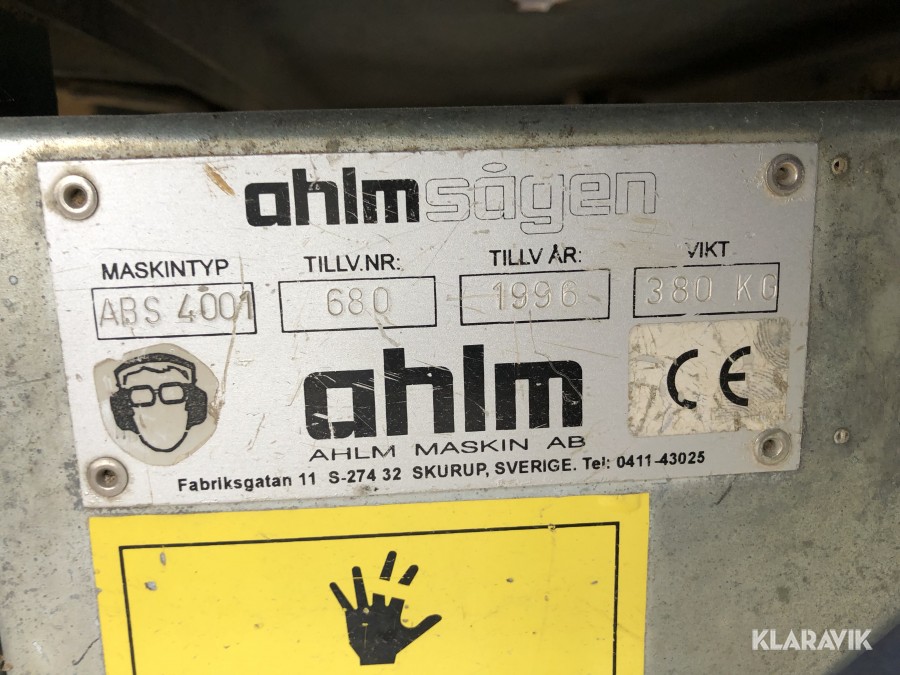 ahlmsågen
MASKINTYP TILLV.NR: TILLV ÅR: VIKT
ABS 4001 680 1996 380 KG
ahlm
CE
AHLM MASKIN AB
Fabriksgatan 11 S-274 32 SKURUP, SVERIGE. Tel: 0411-43025
KLARAVIK